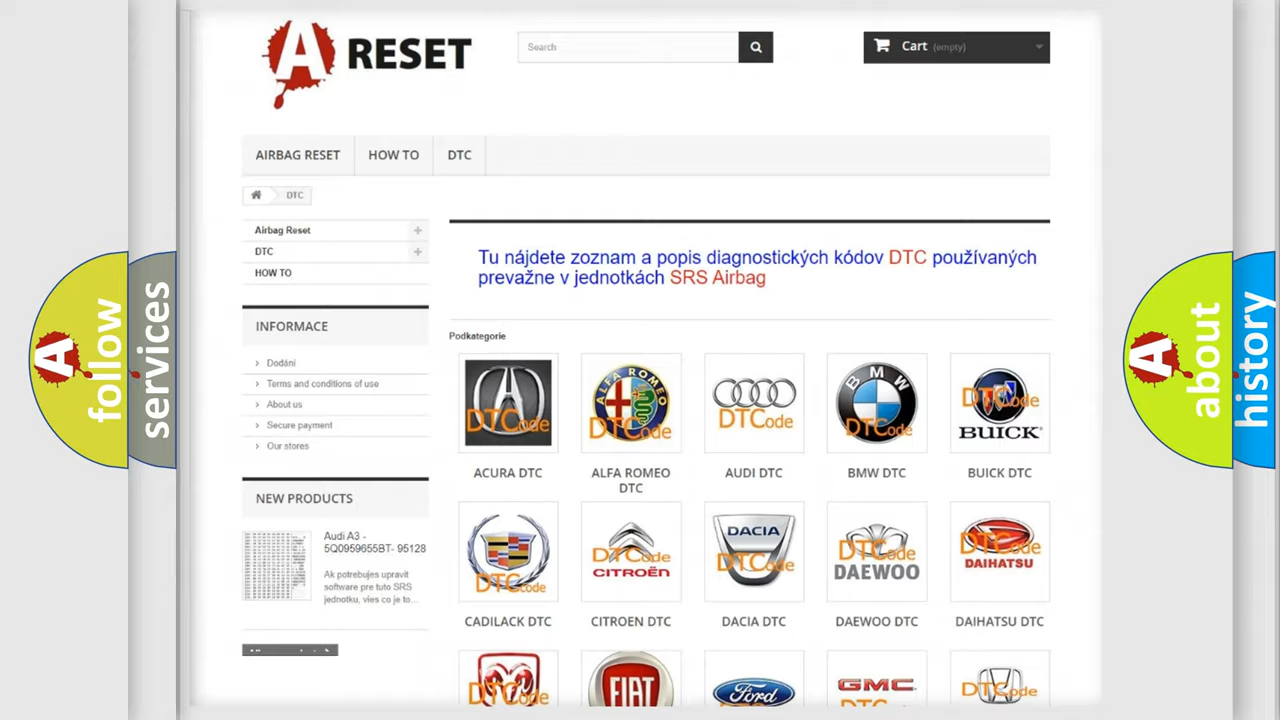 A RESET
Search
Cart (empty)
AIRBAG RESET
HOW TO
DTC
DTC
Airbag Reset
DTC
HOW TO
INFORMACE
Dodání
Terms and conditions of use
About us
Secure payment
Our stores
NEW PRODUCTS
Audi A3 -
5Q0959655BT- 95128
Ak potrebujes upravit
software pre tuto SRS
jednotku, vies co je to...
Tu nájdete zoznam a popis diagnostických kódov DTC používaných
prevažne v jednotkách SRS Airbag
Podkategorie
DTCode
ALFA ROMEO
DTCode
DTCode
BMW
DTCode
DTCode
BUICK
ACURA DTC
ALFA ROMEO
DTC
AUDI DTC
BMW DTC
BUICK DTC
DTCode
DTCode
CITROËN
DACIA
DTCode
DTCode
DAEWOO
DTCode
DAIHATSU
CADILACK DTC
CITROEN DTC
DACIA DTC
DAEWOO DTC
DAIHATSU DTC
DTCode
FIAT
Ford
GMC
DTCode
A follow
services
A about
history